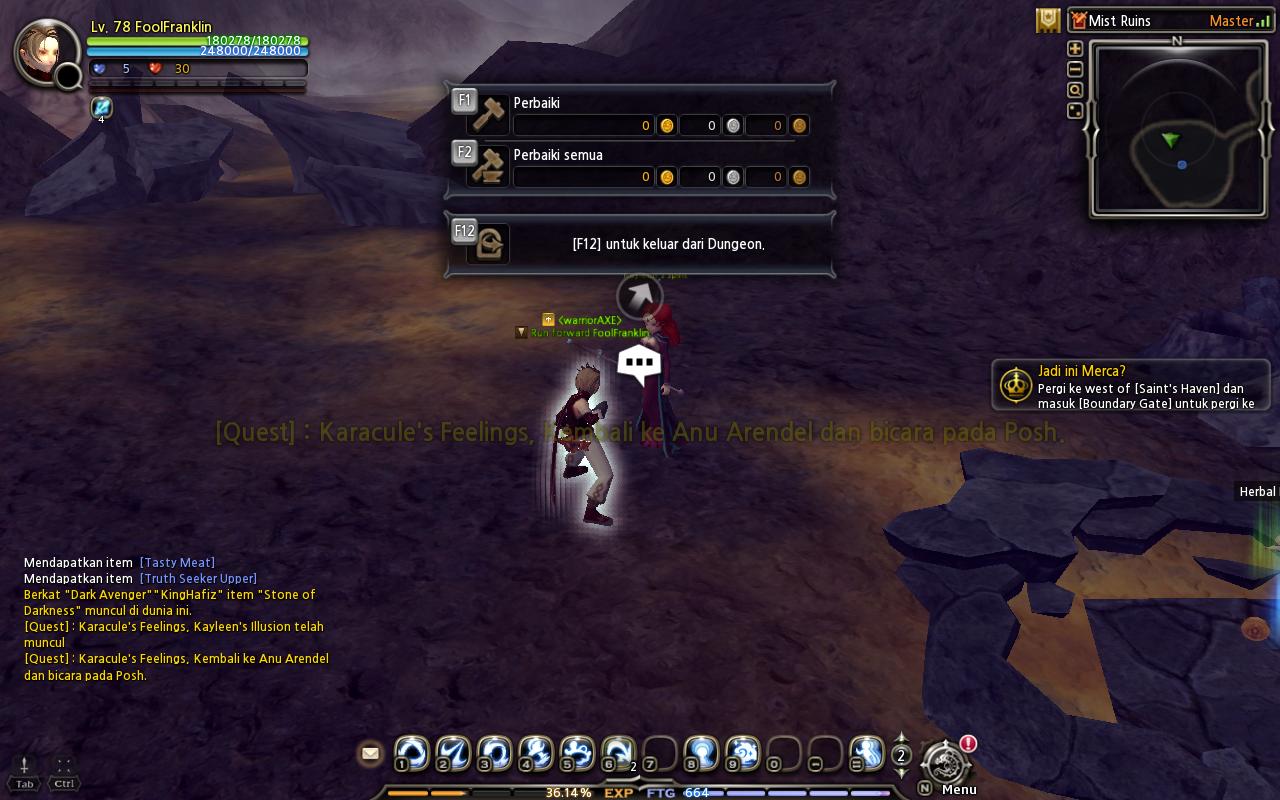 Lv. 78 FoolFranklin
180278/180278
248000/248000
5 30
4
Mist Ruins Master
N
F1 Perbaiki
0 0 0
F2 Perbaiki semua
0 0 0
F12 [F12] untuk keluar dari Dungeon.
<warriorAXE>
Run forward FoolFranklin
Jadi ini Merca?
Pergi ke west of [Saint's Haven] dan
masuk [Boundary Gate] untuk pergi ke
[Quest] : Karacule's Feelings, Kembali ke Anu Arendel dan bicara pada Posh.
Herbal
Mendapatkan item [Tasty Meat]
Mendapatkan item [Truth Seeker Upper]
Berkat "Dark Avenger""KingHafiz" item "Stone of
Darkness" muncul di dunia ini.
[Quest] : Karacule's Feelings, Kayleen's Illusion telah
muncul
[Quest] : Karacule's Feelings, Kembali ke Anu Arendel
dan bicara pada Posh.
1 2 3 4 5 6 2 7 8 9 0 - = 2
Tab Ctrl
36.14% EXP FTG 664
N Menu